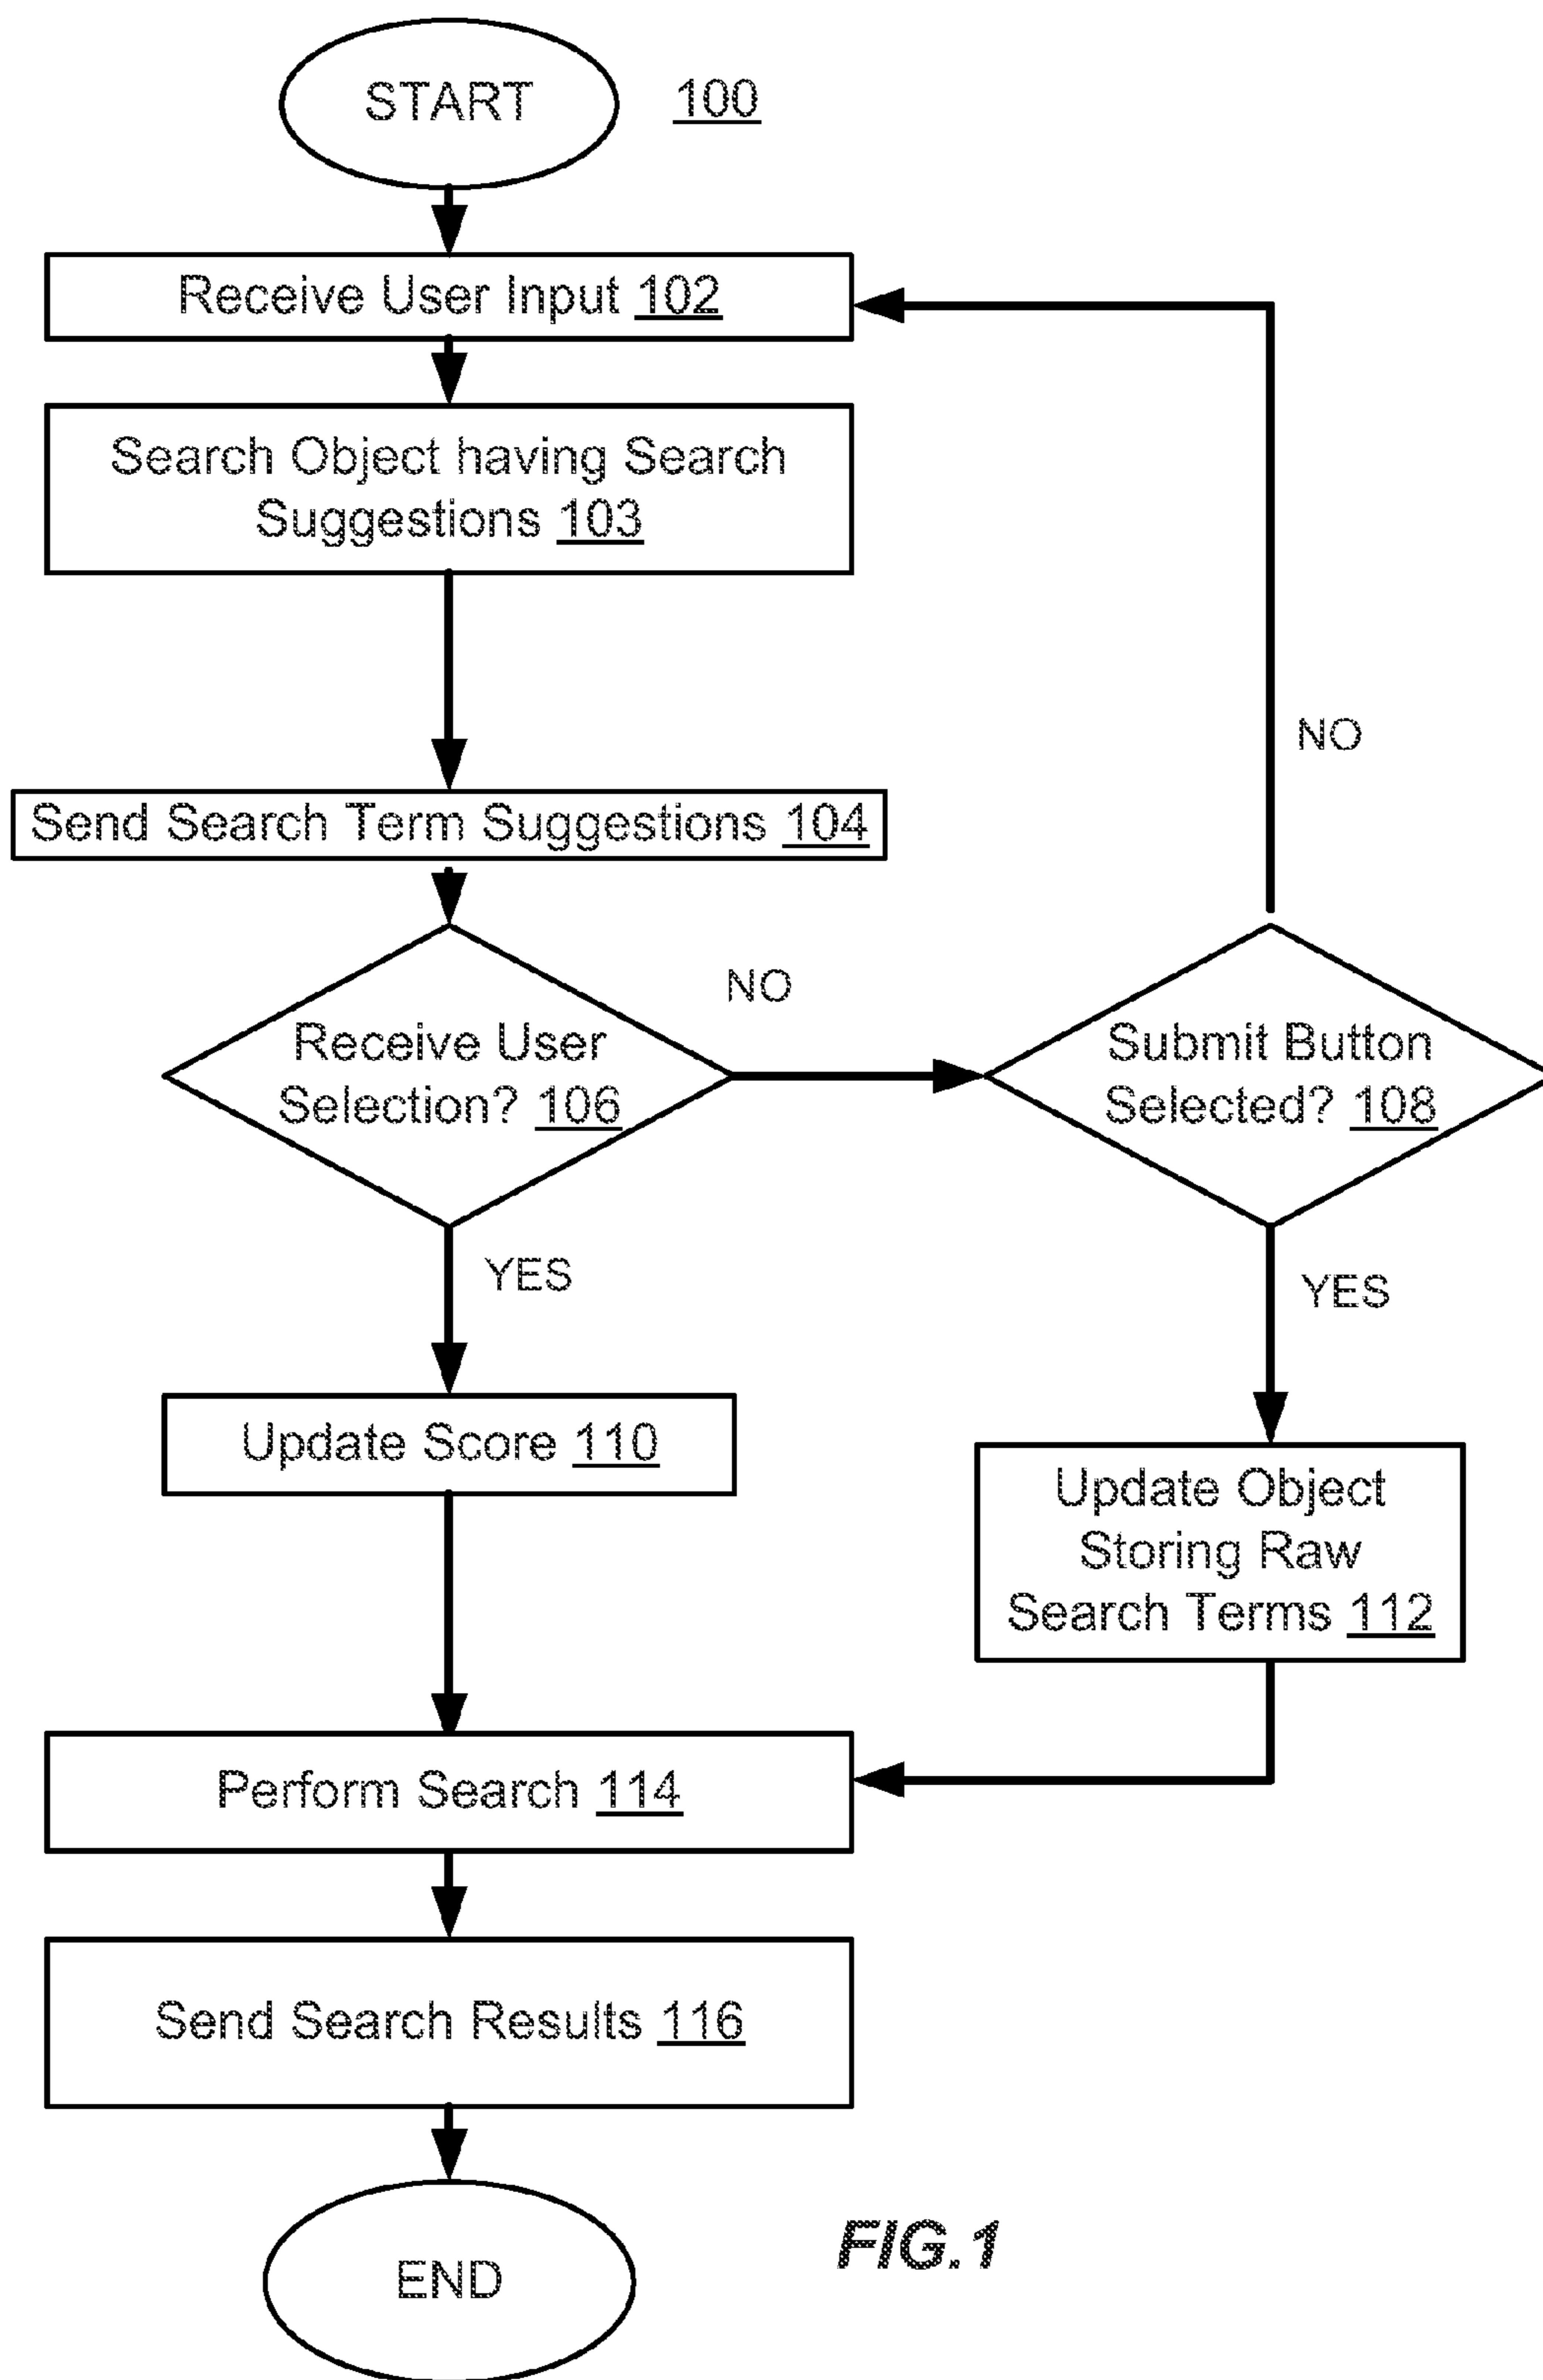 START
100
Receive User Input 102
Search Object having Search
Suggestions 103
NO
Send Search Term Suggestions 104
NO
Receive User
Selection? 106
Submit Button
Selected? 108
YES
YES
Update Score 110
Update Object
Storing Raw
Search Terms 112
Perform Search 114
Send Search Results 116
FIG.1
END